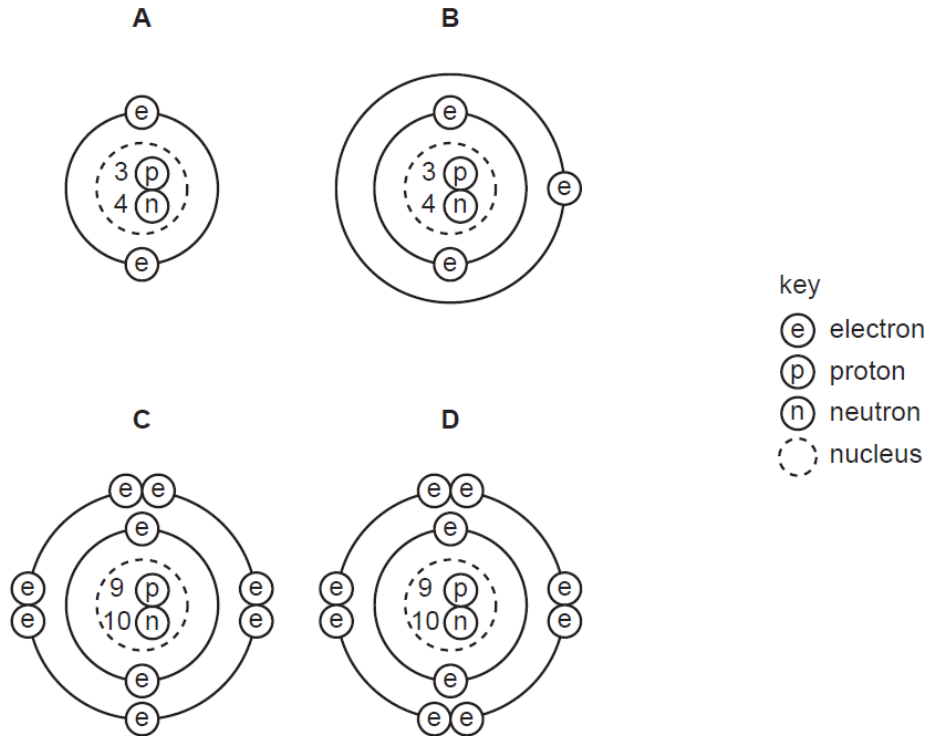 A B
e e
3 p 3 p
e
4 n 4 n
e e
key
e electron
p proton
n neutron
nucleus
C D
e e e e
e e
e e e e
9 p 9 p
e e e e
10 n 10 n
e e
e e e